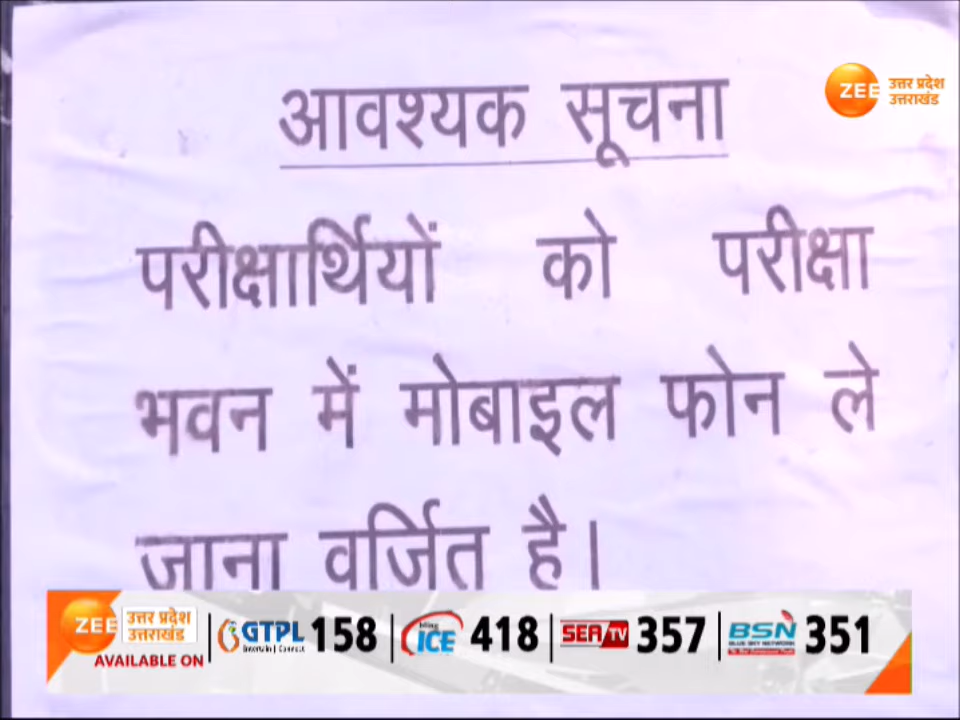 ZEE उत्तर प्रदेश
उत्तराखंड
आवश्यक सूचना
परीक्षार्थियों को परीक्षा
भवन में मोबाइल फोन ले
जाना वर्जित है।
ZEE उत्तर प्रदेश
उत्तराखंड
AVAILABLE ON
GTPL 158
ICE 418
SEA TV 357
BSN 351